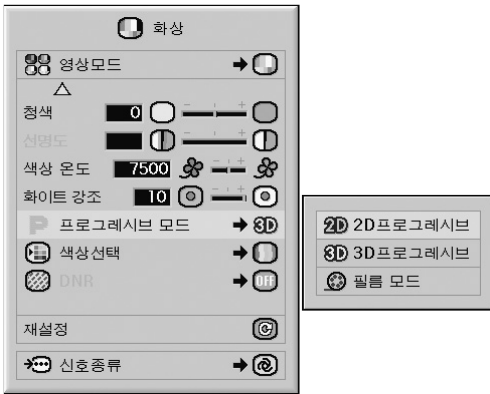 화상
영상모드
청색 0
선명도
색상 온도 7500
화이트 강조 10
P 프로그레시브 모드 3D
색상선택
DNR Off
재설정
신호종류
2D 2D프로그레시브
3D 3D프로그레시브
필름 모드